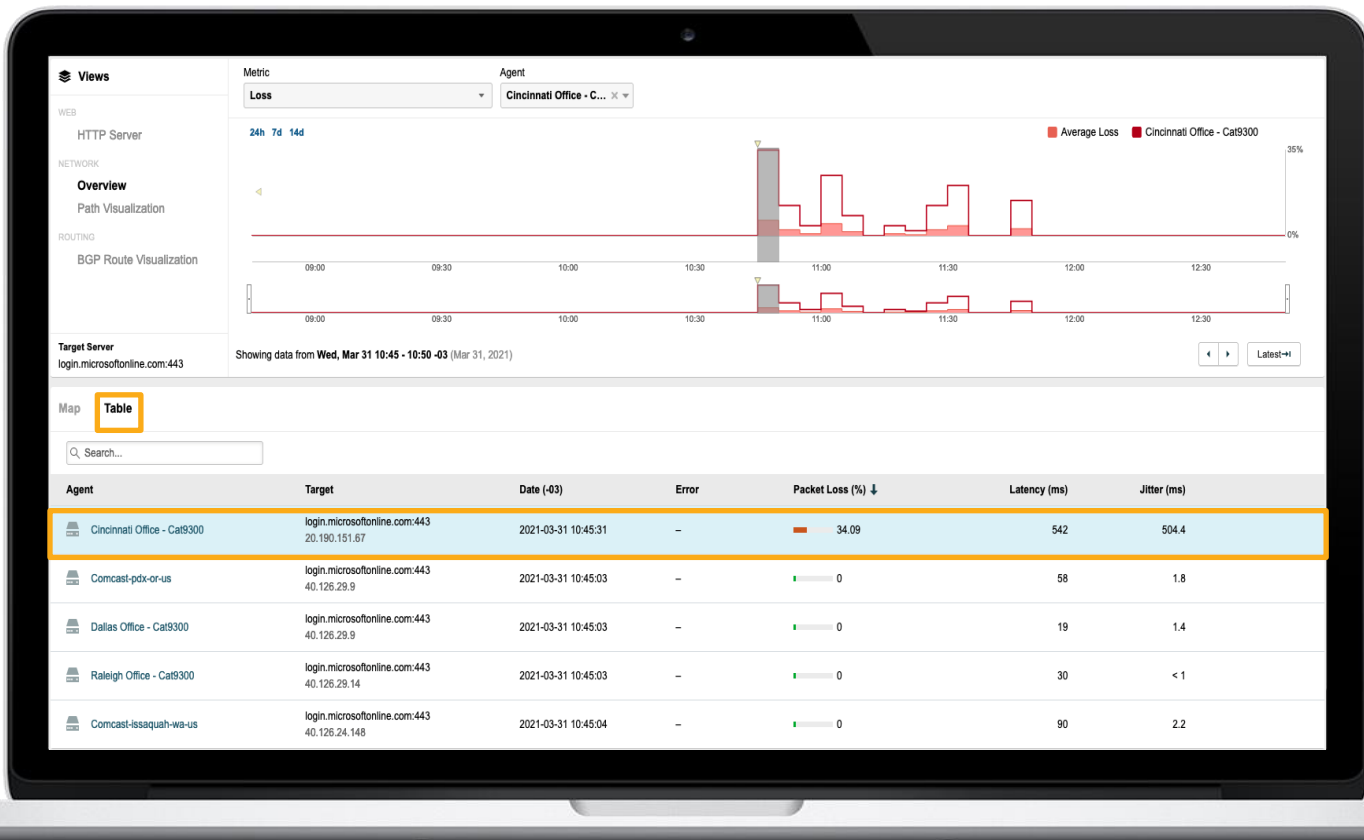 Views
WEB
HTTP Server
NETWORK
Overview
Path Visualization
ROUTING
BGP Route Visualization
Target Server
login.microsoftonline.com:443
Metric
Loss
Agent
Cincinnati Office - C...
24h 7d 14d
Average Loss Cincinnati Office - Cat9300
35%
0%
09:00 09:30 10:00 10:30 11:00 11:30 12:00 12:30
09:00 09:30 10:00 10:30 11:00 11:30 12:00 12:30
Showing data from Wed, Mar 31 10:45 - 10:50 -03 (Mar 31, 2021)
Latest
Map Table
Search...
Agent Target Date (-03) Error Packet Loss (%) Latency (ms) Jitter (ms)
Cincinnati Office - Cat9300 login.microsoftonline.com:443 2021-03-31 10:45:31 – 34.09 542 504.4
20.190.151.67
Comcast-pdx-or-us login.microsoftonline.com:443 2021-03-31 10:45:03 – 0 58 1.8
40.126.29.9
Dallas Office - Cat9300 login.microsoftonline.com:443 2021-03-31 10:45:03 – 0 19 1.4
40.126.29.9
Raleigh Office - Cat9300 login.microsoftonline.com:443 2021-03-31 10:45:03 – 0 30 < 1
40.126.29.14
Comcast-issaquah-wa-us login.microsoftonline.com:443 2021-03-31 10:45:04 – 0 90 2.2
40.126.24.148